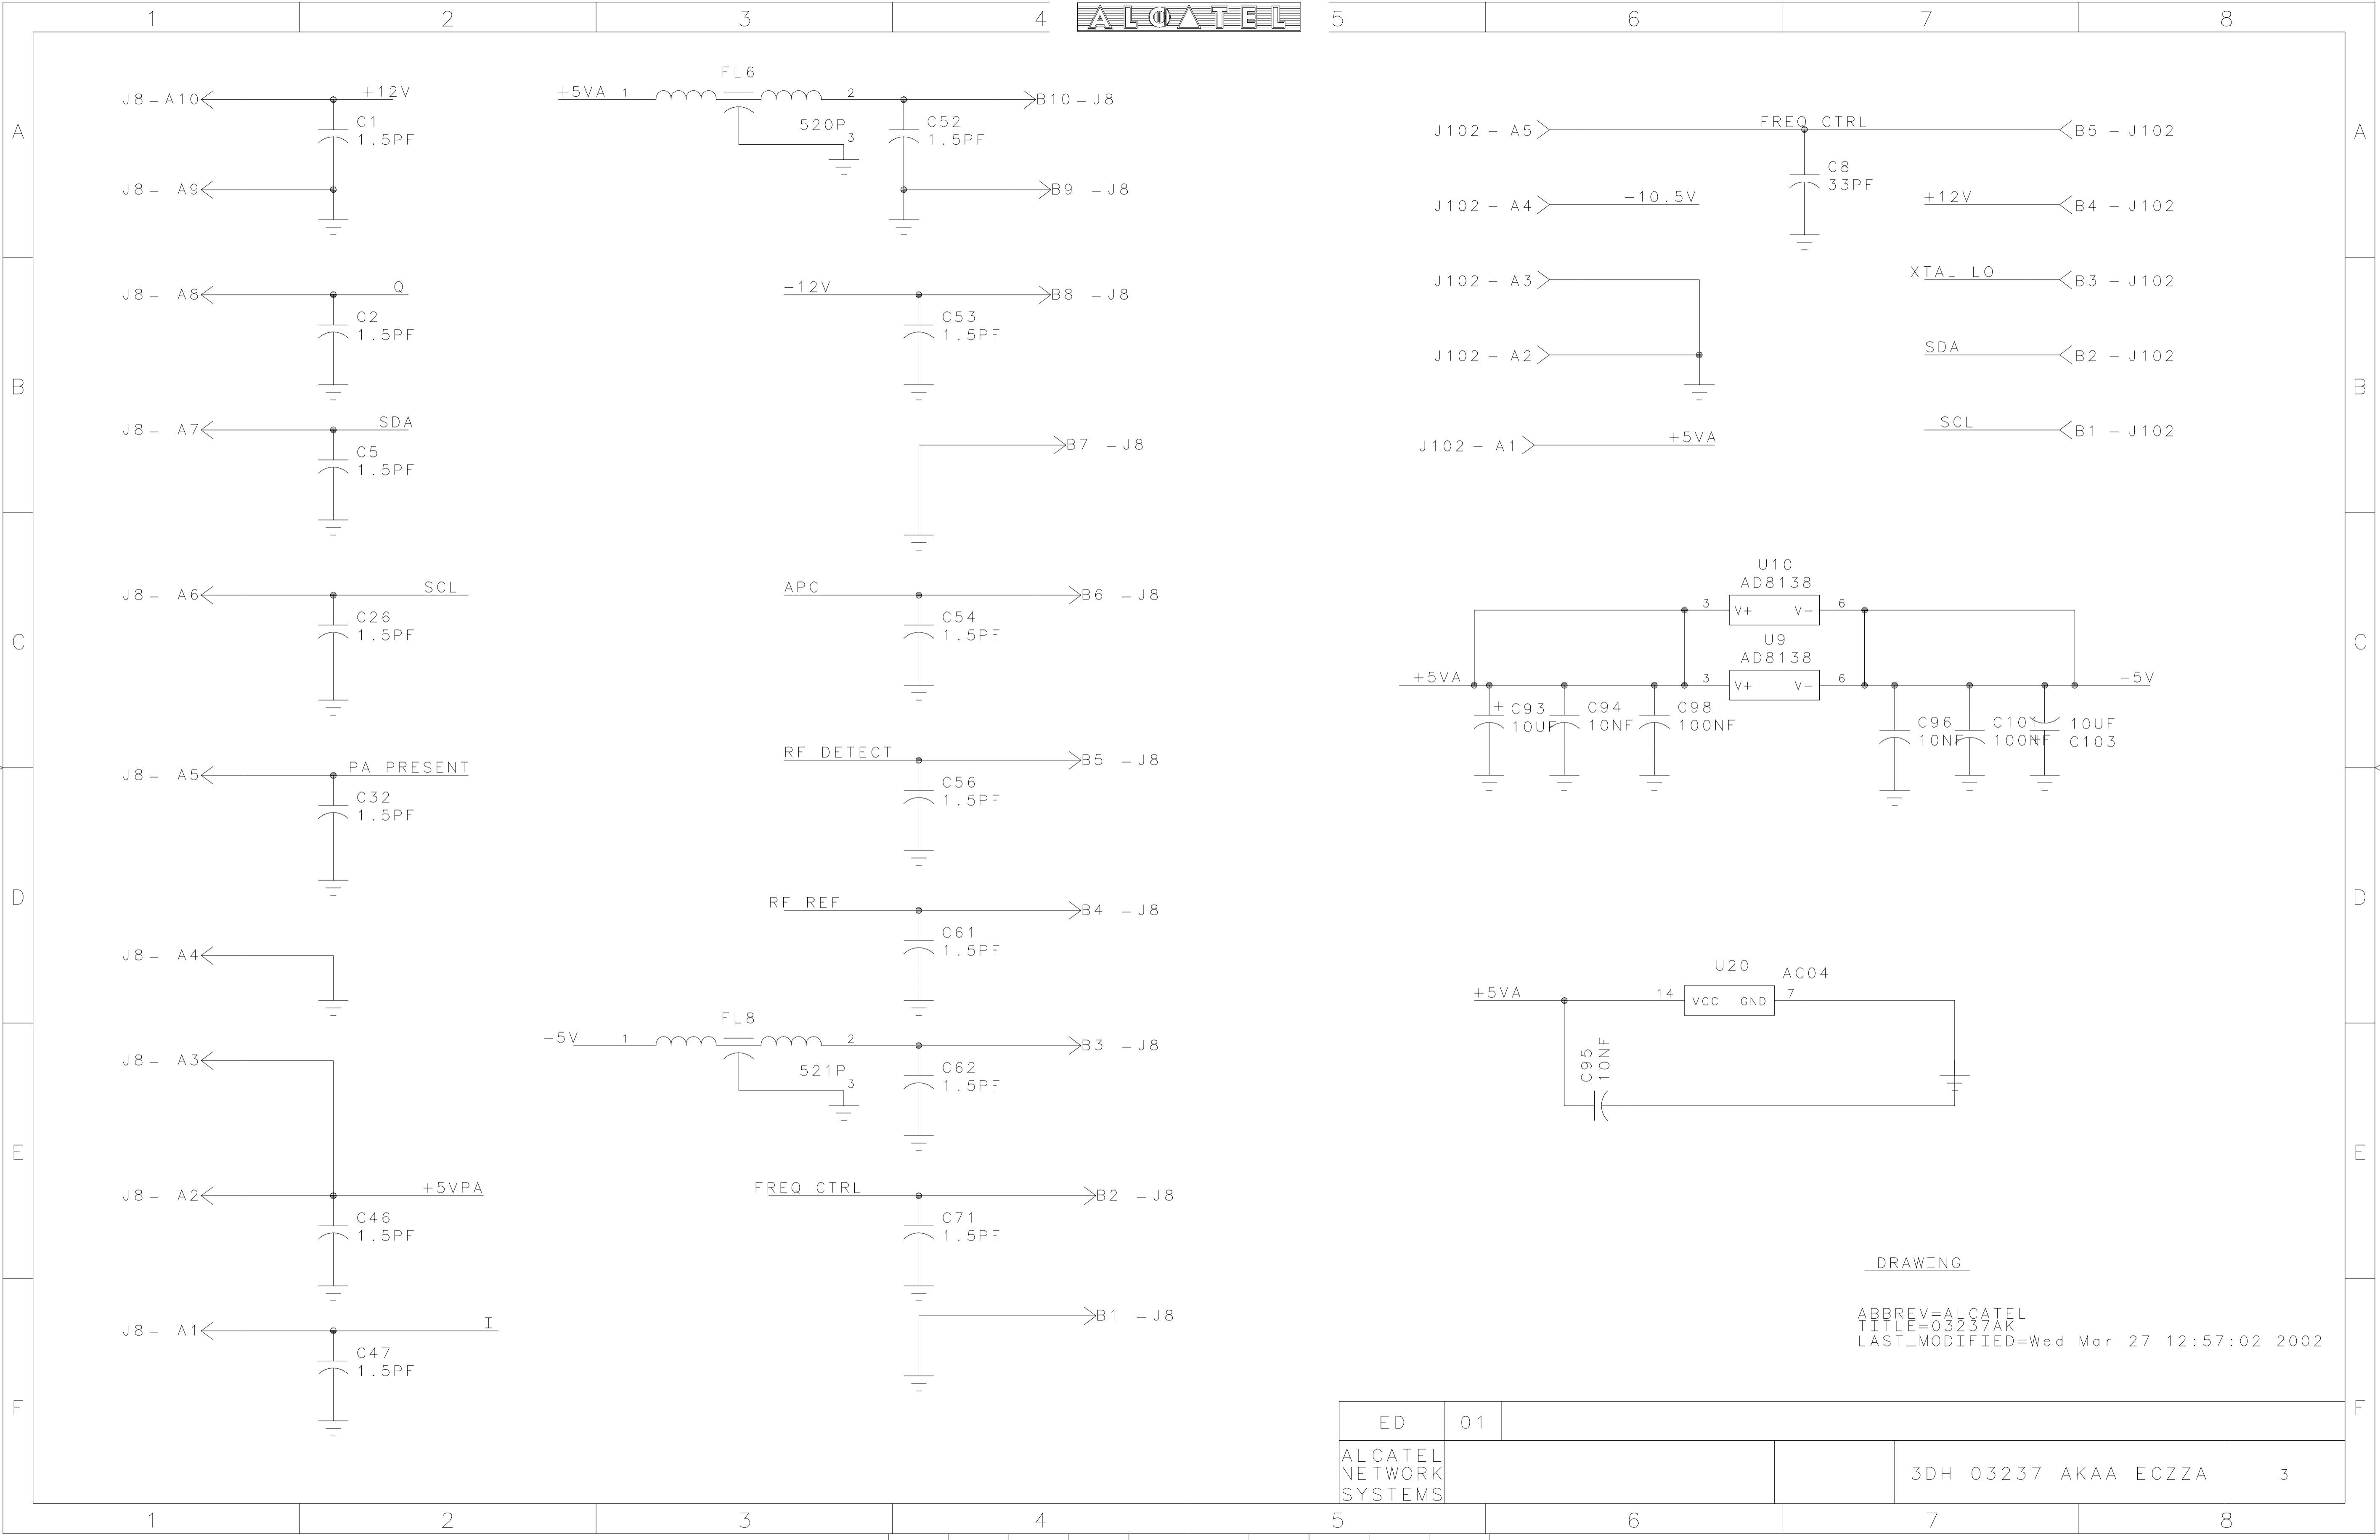 1 2 3 4 ALCATEL 5 6 7 8
A
J8-A10 +12V
C1
1.5PF
J8- A9
J8- A8 Q
C2
1.5PF
B
J8- A7 SDA
C5
1.5PF
J8- A6 SCL
C26
1.5PF
C
J8- A5 PA PRESENT
C32
1.5PF
D
J8- A4
J8- A3
E
J8- A2 +5VPA
C46
1.5PF
J8- A1 I
C47
1.5PF
F
FL6
+5VA 1 2 B10-J8
520P
3
C52
1.5PF
B9 -J8
-12V B8 -J8
C53
1.5PF
B7 -J8
APC B6 -J8
C54
1.5PF
RF DETECT B5 -J8
C56
1.5PF
RF REF B4 -J8
C61
1.5PF
FL8
-5V 1 2 B3 -J8
521P
3
C62
1.5PF
FREQ CTRL B2 -J8
C71
1.5PF
B1 -J8
J102 - A5 FREQ CTRL B5 - J102
C8
33PF
J102 - A4 -10.5V +12V B4 - J102
J102 - A3 XTAL LO B3 - J102
J102 - A2 SDA B2 - J102
J102 - A1 +5VA SCL B1 - J102
U10
AD8138
3 V+ V- 6
U9
AD8138
+5VA 3 V+ V- 6 -5V
+ C93
10UF
C94
10NF
C98
100NF
C96
10NF
C101
100NF
+
10UF
C103
U20 AC04
+5VA 14 VCC GND 7
C95
10NF
DRAWING
ABBREV=ALCATEL
TITLE=03237AK
LAST_MODIFIED=Wed Mar 27 12:57:02 2002
A
B
C
D
E
F
ED 01
ALCATEL
NETWORK
SYSTEMS
3DH 03237 AKAA ECZZA 3
1 2 3 4 5 6 7 8